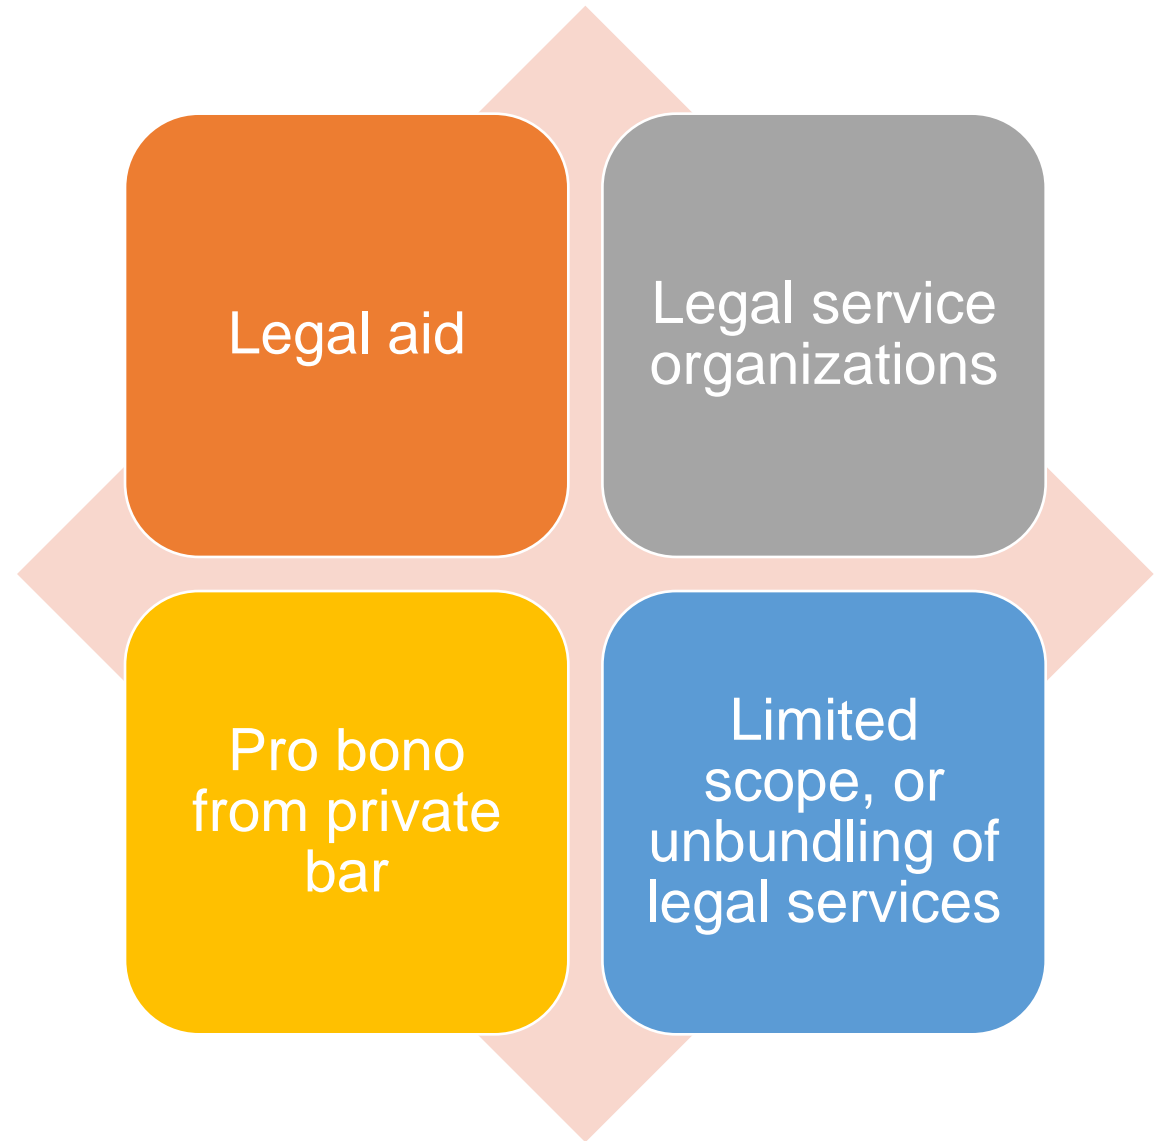 Legal aid
Legal service
organizations
Pro bono
from private
bar
Limited
scope, or
unbundling of
legal services